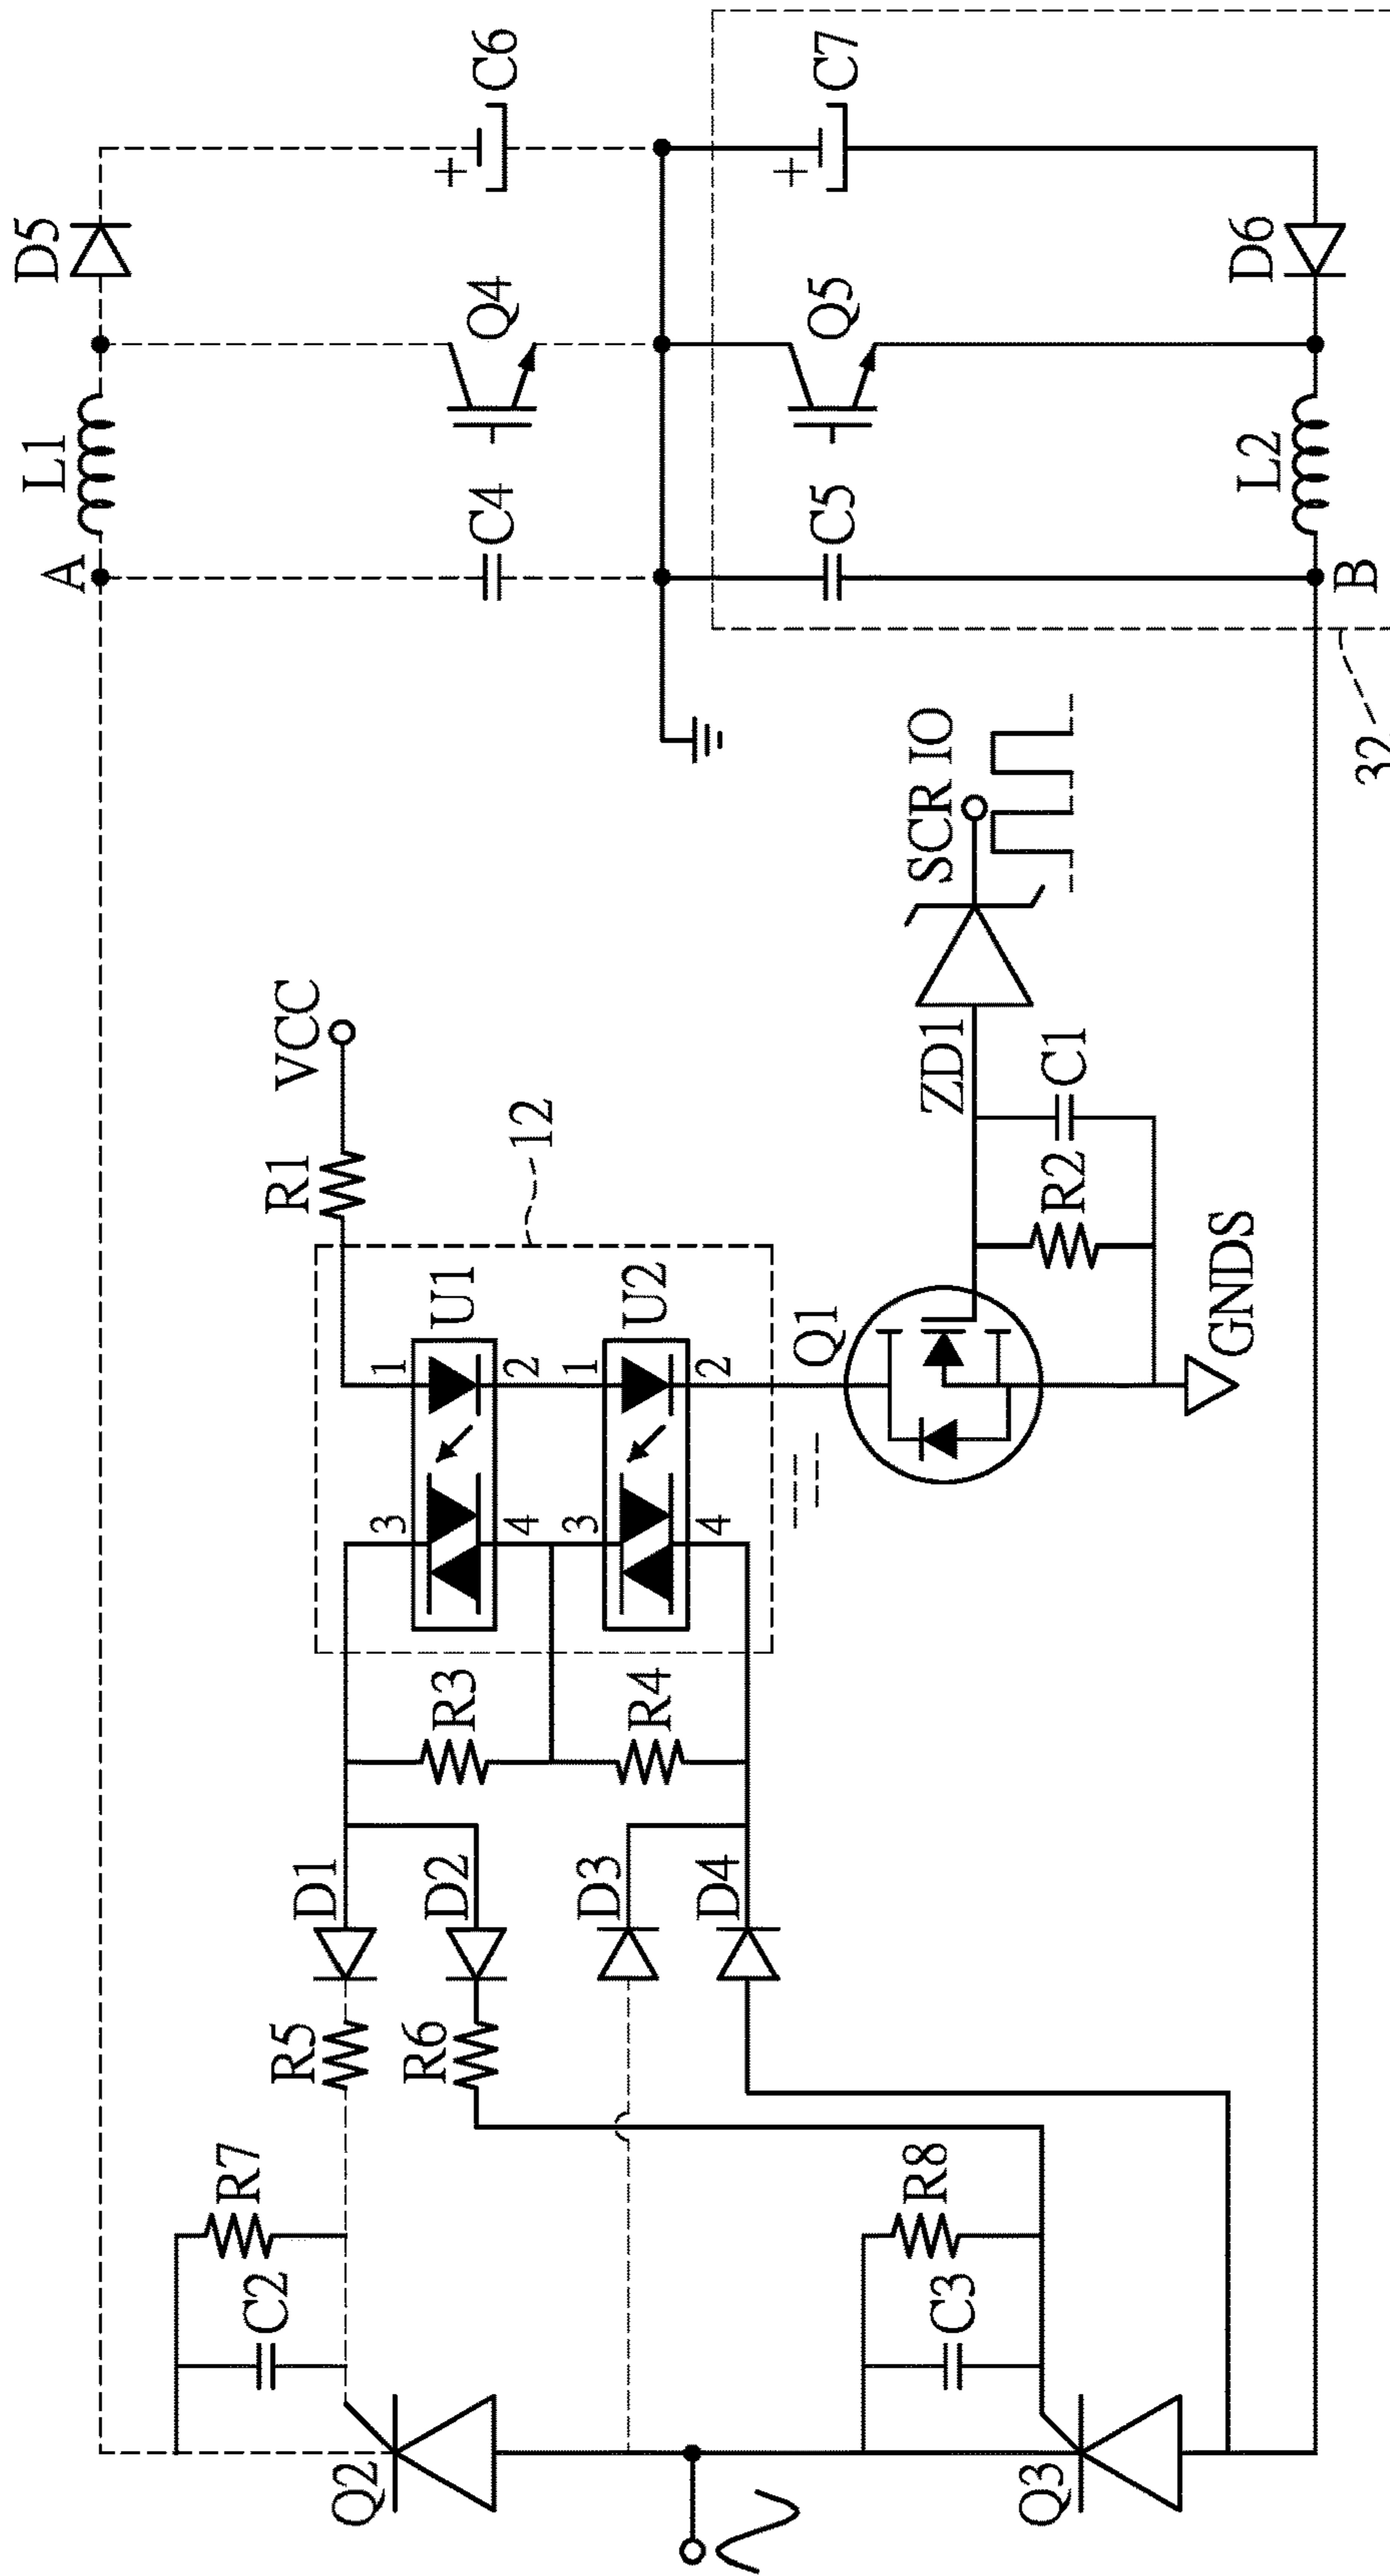 D5
C6
L1
Q4
C7
A
C4
Q5
D6
C5
L2
B
32
SCR IO
VCC
ZD1
C1
R1
12
R2
GNDS
U1
U2
Q1
1
2
1
2
3
4
3
4
R3
R4
D1
D2
D3
D4
R5
R6
R7
R8
C2
C3
Q2
Q3
+
+